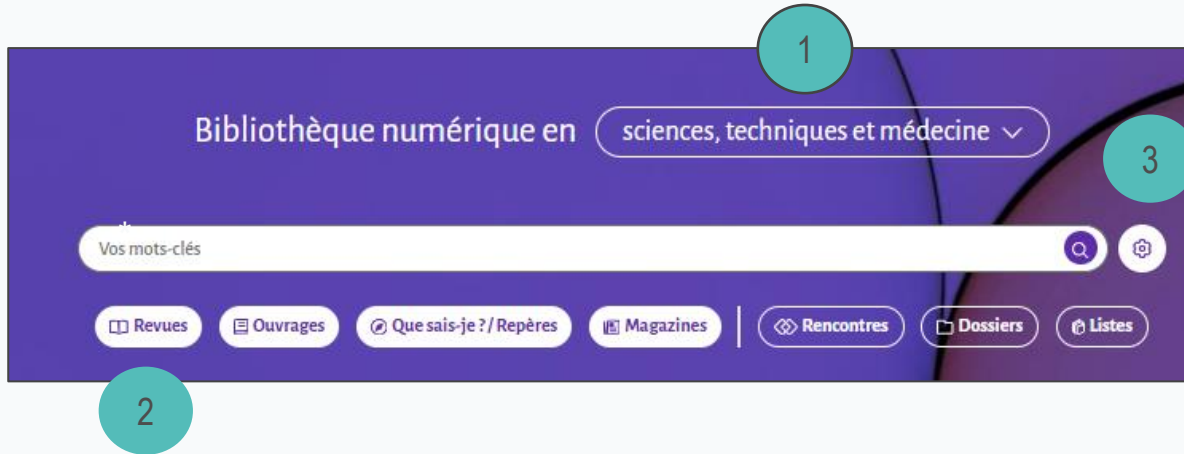 1
Bibliothèque numérique en sciences, techniques et médecine
3
*
Vos mots-clés
Revues Ouvrages Que sais-je ? / Repères Magazines Rencontres Dossiers Listes
2